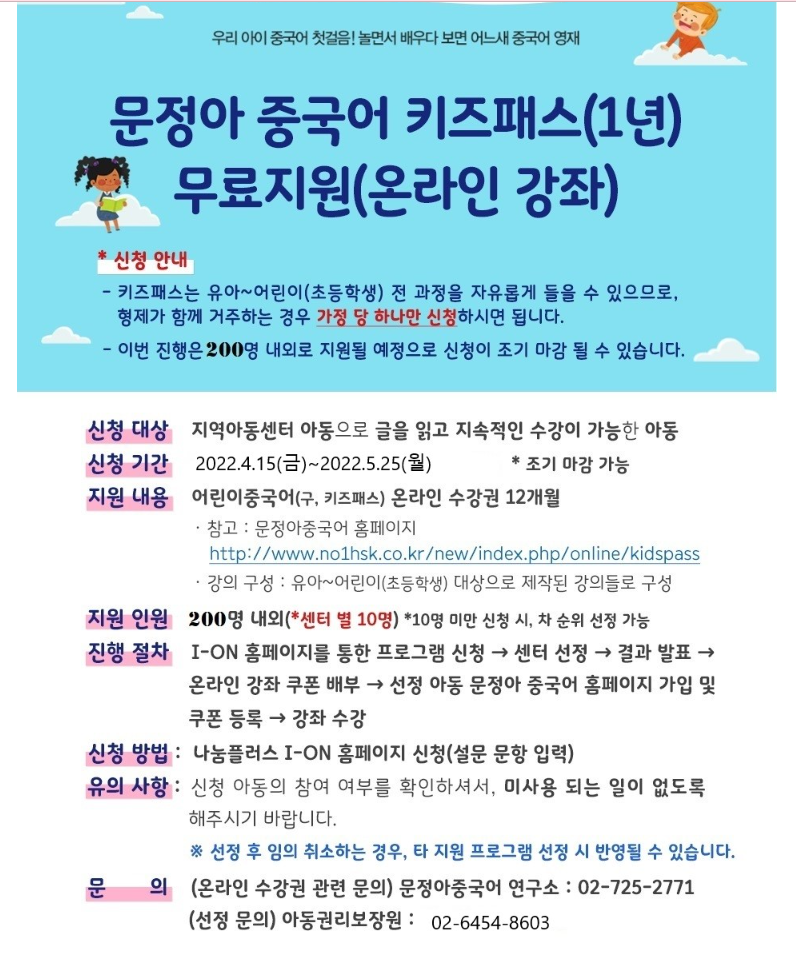 우리 아이 중국어 첫걸음! 놀면서 배우다 보면 어느새 중국어 영재
문정아 중국어 키즈패스(1년)
무료지원(온라인 강좌)
* 신청 안내
- 키즈패스는 유아~어린이(초등학생) 전 과정을 자유롭게 들을 수 있으므로,
형제가 함께 거주하는 경우 가정 당 하나만 신청하시면 됩니다.
- 이번 진행은 200명 내외로 지원될 예정으로 신청이 조기 마감 될 수 있습니다.
신청 대상 지역아동센터 아동으로 글을 읽고 지속적인 수강이 가능한 아동
신청 기간 2022.4.15(금)~2022.5.25(월) * 조기 마감 가능
지원 내용 어린이중국어(구, 키즈패스) 온라인 수강권 12개월
· 참고 : 문정아중국어 홈페이지
http://www.no1hsk.co.kr/new/index.php/online/kidspass
· 강의 구성 : 유아~어린이(초등학생) 대상으로 제작된 강의들로 구성
지원 인원 200명 내외(*센터 별 10명) *10명 미만 신청 시, 차 순위 선정 가능
진행 절차 I-ON 홈페이지를 통한 프로그램 신청 → 센터 선정 → 결과 발표 →
온라인 강좌 쿠폰 배부 → 선정 아동 문정아 중국어 홈페이지 가입 및
쿠폰 등록 → 강좌 수강
신청 방법 : 나눔플러스 I-ON 홈페이지 신청(설문 문항 입력)
유의 사항 : 신청 아동의 참여 여부를 확인하셔서, 미사용 되는 일이 없도록
해주시기 바랍니다.
※ 선정 후 임의 취소하는 경우, 타 지원 프로그램 선정 시 반영될 수 있습니다.
문 의 (온라인 수강권 관련 문의) 문정아중국어 연구소 : 02-725-2771
(선정 문의) 아동권리보장원 : 02-6454-8603